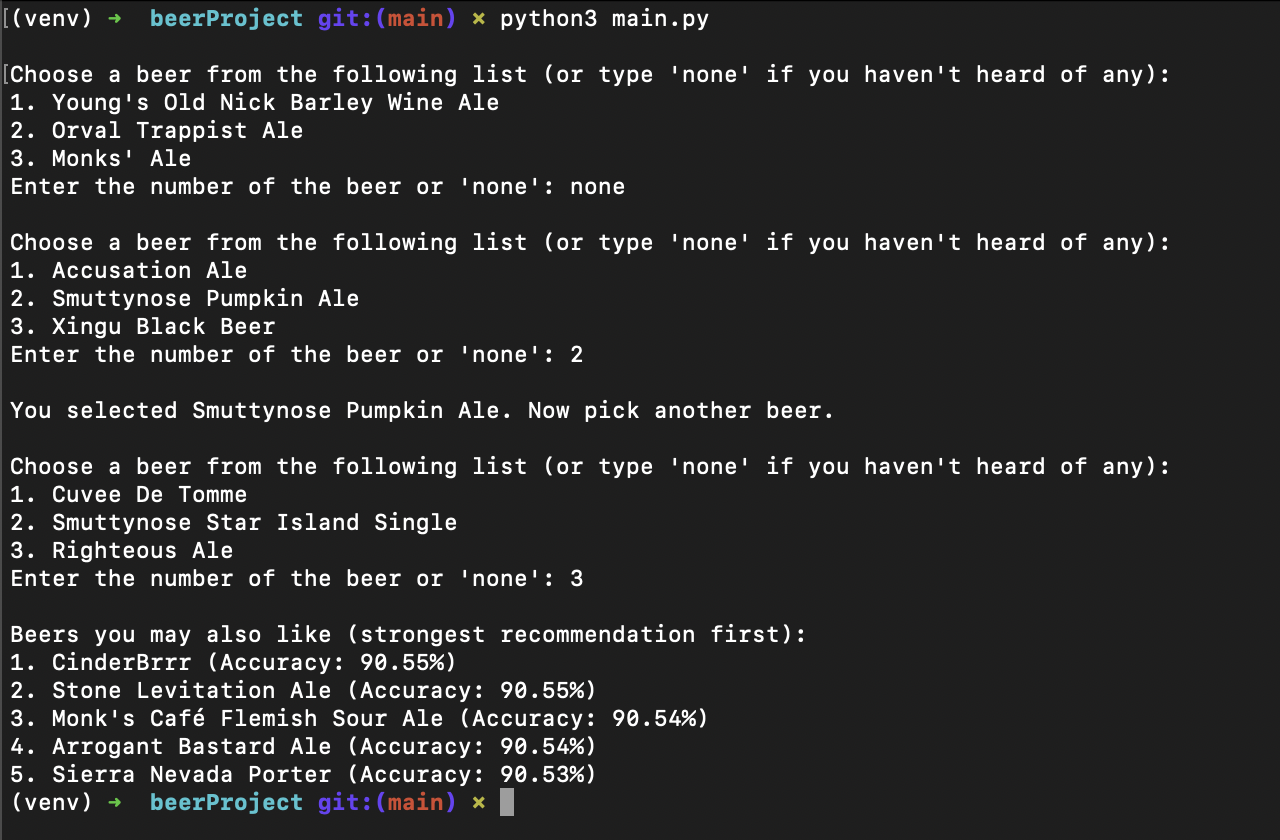 (venv) ➜  beerProject git:(main) ✗ python3 main.py
Choose a beer from the following list (or type 'none' if you haven't heard of any):
1. Young's Old Nick Barley Wine Ale
2. Orval Trappist Ale
3. Monks' Ale
Enter the number of the beer or 'none': none
Choose a beer from the following list (or type 'none' if you haven't heard of any):
1. Accusation Ale
2. Smuttynose Pumpkin Ale
3. Xingu Black Beer
Enter the number of the beer or 'none': 2
You selected Smuttynose Pumpkin Ale. Now pick another beer.
Choose a beer from the following list (or type 'none' if you haven't heard of any):
1. Cuvee De Tomme
2. Smuttynose Star Island Single
3. Righteous Ale
Enter the number of the beer or 'none': 3
Beers you may also like (strongest recommendation first):
1. CinderBrrr (Accuracy: 90.55%)
2. Stone Levitation Ale (Accuracy: 90.55%)
3. Monk's Café Flemish Sour Ale (Accuracy: 90.54%)
4. Arrogant Bastard Ale (Accuracy: 90.54%)
5. Sierra Nevada Porter (Accuracy: 90.53%)
(venv) ➜  beerProject git:(main) ✗